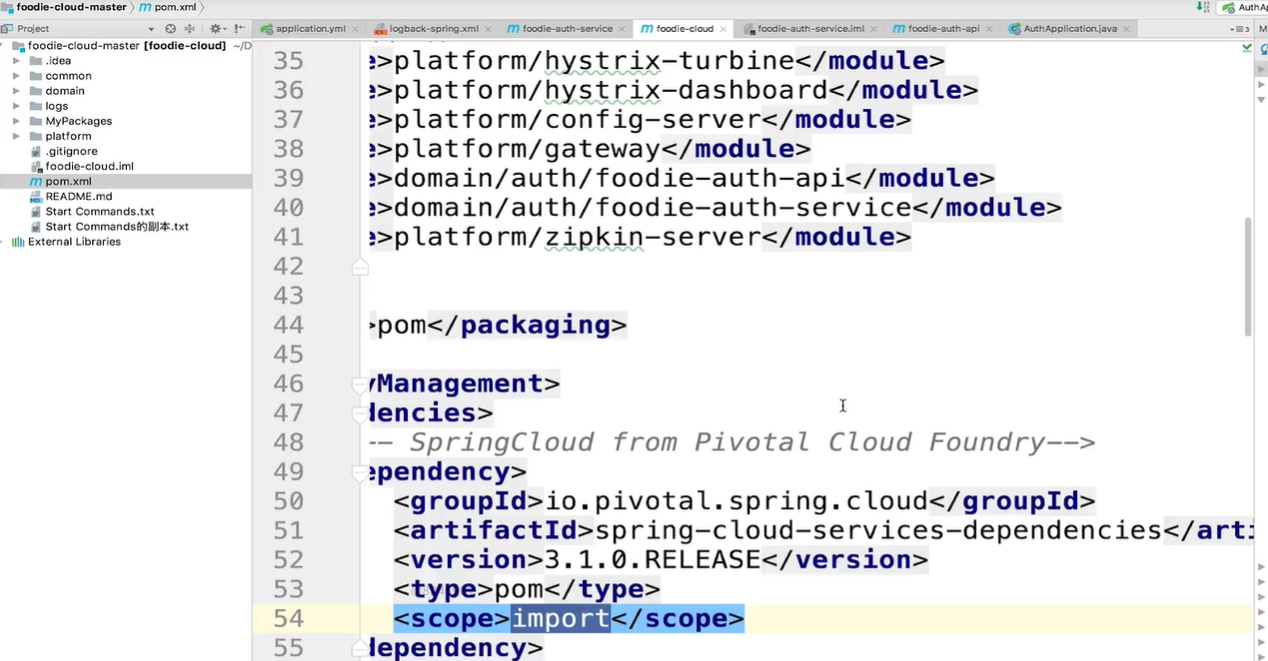 foodie-cloud-master
pom.xml
AuthAp
Project
application.yml
logback-spring.xml
foodie-auth-service
foodie-cloud
foodie-auth-service.iml
foodie-auth-api
AuthApplication.java
foodie-cloud-master [foodie-cloud] ~/D
.idea
common
domain
logs
MyPackages
platform
.gitignore
foodie-cloud.iml
pom.xml
README.md
Start Commands.txt
Start Commands的副本.txt
External Libraries
35 e>platform/hystrix-turbine</module>
36 e>platform/hystrix-dashboard</module>
37 e>platform/config-server</module>
38 e>platform/gateway</module>
39 e>domain/auth/foodie-auth-api</module>
40 e>domain/auth/foodie-auth-service</module>
41 e>platform/zipkin-server</module>
42
43
44 >pom</packaging>
45
46 yManagement>
47 dencies>
48 -- SpringCloud from Pivotal Cloud Foundry-->
49 ependency>
50 <groupId>io.pivotal.spring.cloud</groupId>
51 <artifactId>spring-cloud-services-dependencies</arti
52 <version>3.1.0.RELEASE</version>
53 <type>pom</type>
54 <scope>import</scope>
55 dependency>